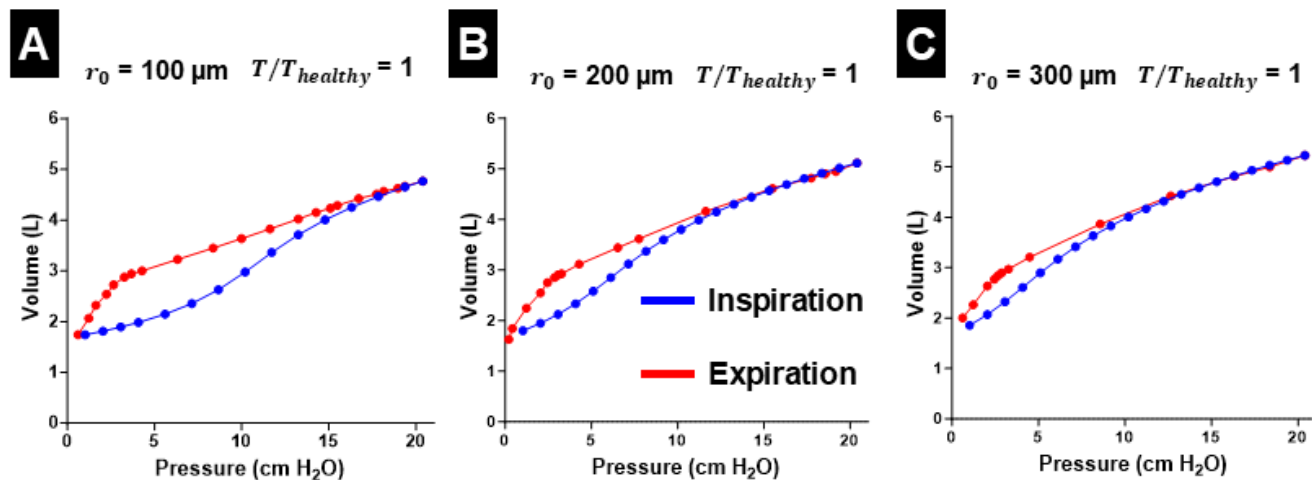 A
r₀ = 100 μm T/T_healthy = 1
Volume (L)
6
5
4
3
2
1
0
0 5 10 15 20
Pressure (cm H₂O)
B
r₀ = 200 μm T/T_healthy = 1
6
5
4
3
2
1
0
0 5 10 15 20
Volume (L)
Pressure (cm H₂O)
Inspiration
Expiration
C
r₀ = 300 μm T/T_healthy = 1
6
5
4
3
2
1
0
0 5 10 15 20
Volume (L)
Pressure (cm H₂O)